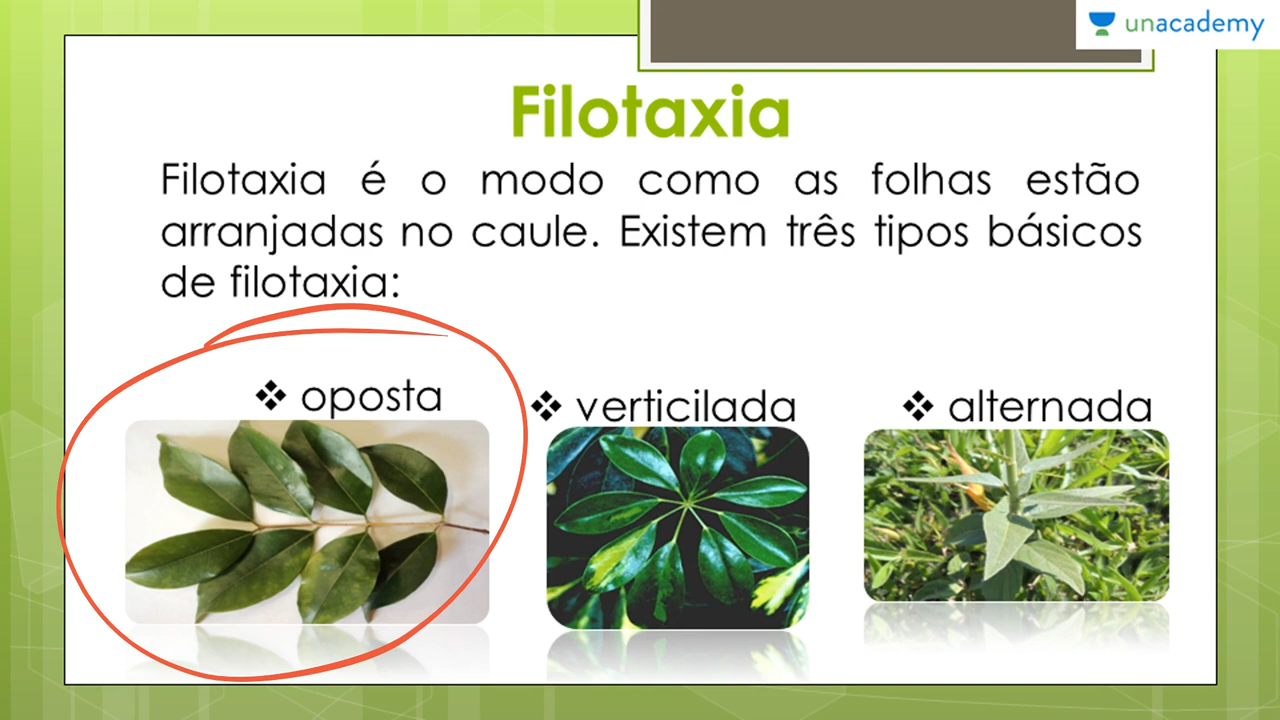 unacademy
Filotaxia
Filotaxia é o modo como as folhas estão
arranjadas no caule. Existem três tipos básicos
de filotaxia:
❖ oposta
❖ verticilada
❖ alternada